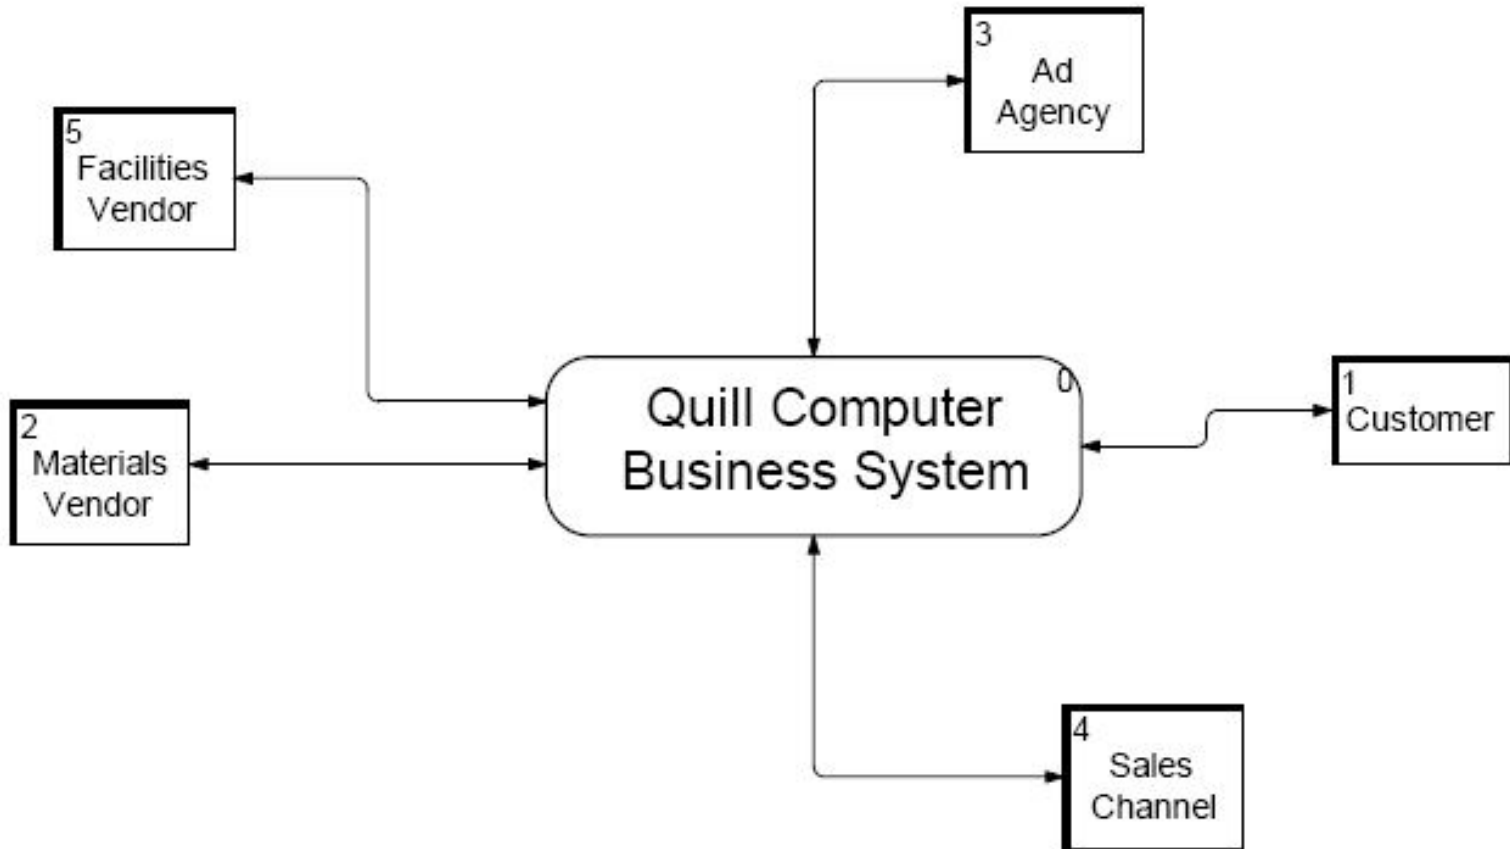 3
Ad
Agency
5
Facilities
Vendor
0
Quill Computer
Business System
1
Customer
2
Materials
Vendor
4
Sales
Channel